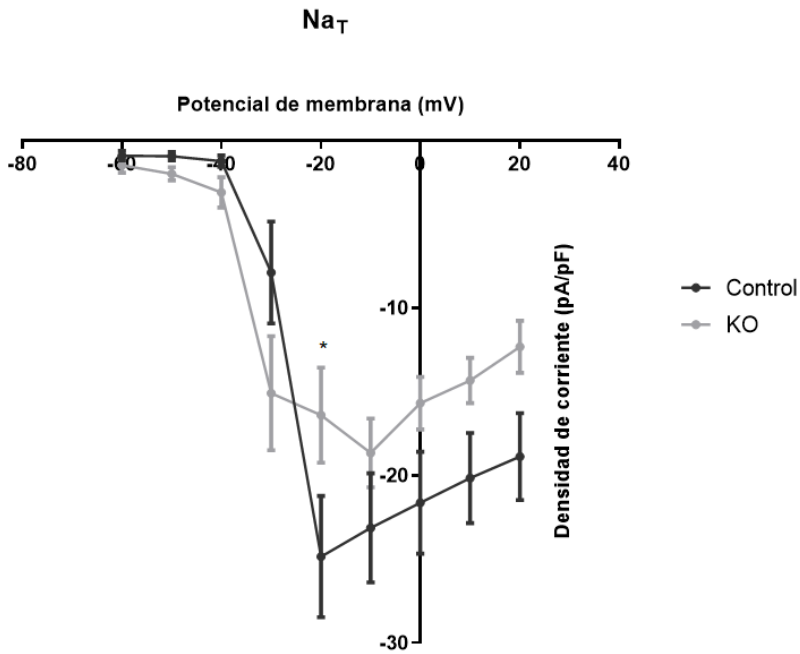 NaT
Potencial de membrana (mV)
-80 -60 -40 -20 0 20 40
*
-10
-20
-30
Densidad de corriente (pA/pF)
Control
KO